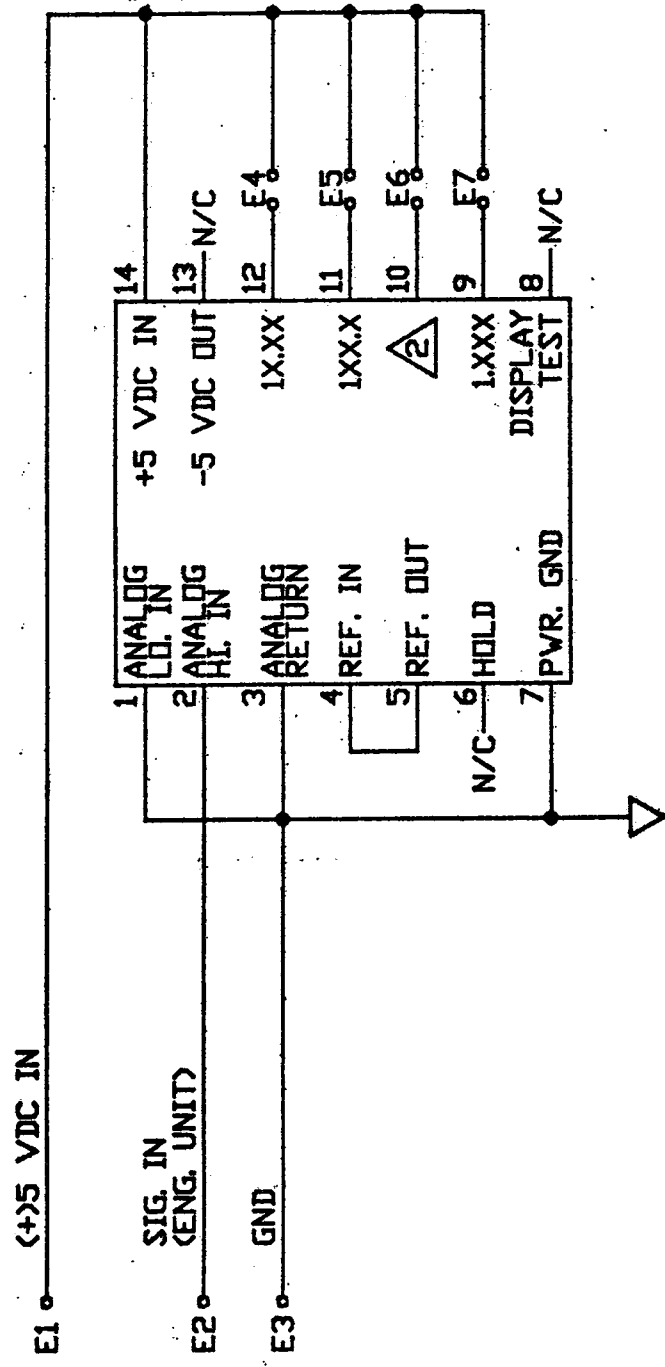 E1
(+)5 VDC IN
E2
SIG. IN
(ENG. UNIT)
E3
GND
1
ANALOG
LO. IN
2
ANALOG
HI. IN
3
ANALOG
RETURN
4
REF. IN
5
REF. OUT
N/C
6
HOLD
7
PWR. GND
+5 VDC IN
14
-5 VDC OUT
13
N/C
1X.XX
12
E4
1XX.X
11
E5
2
10
E6
1.XXX
9
E7
DISPLAY
TEST
8
N/C